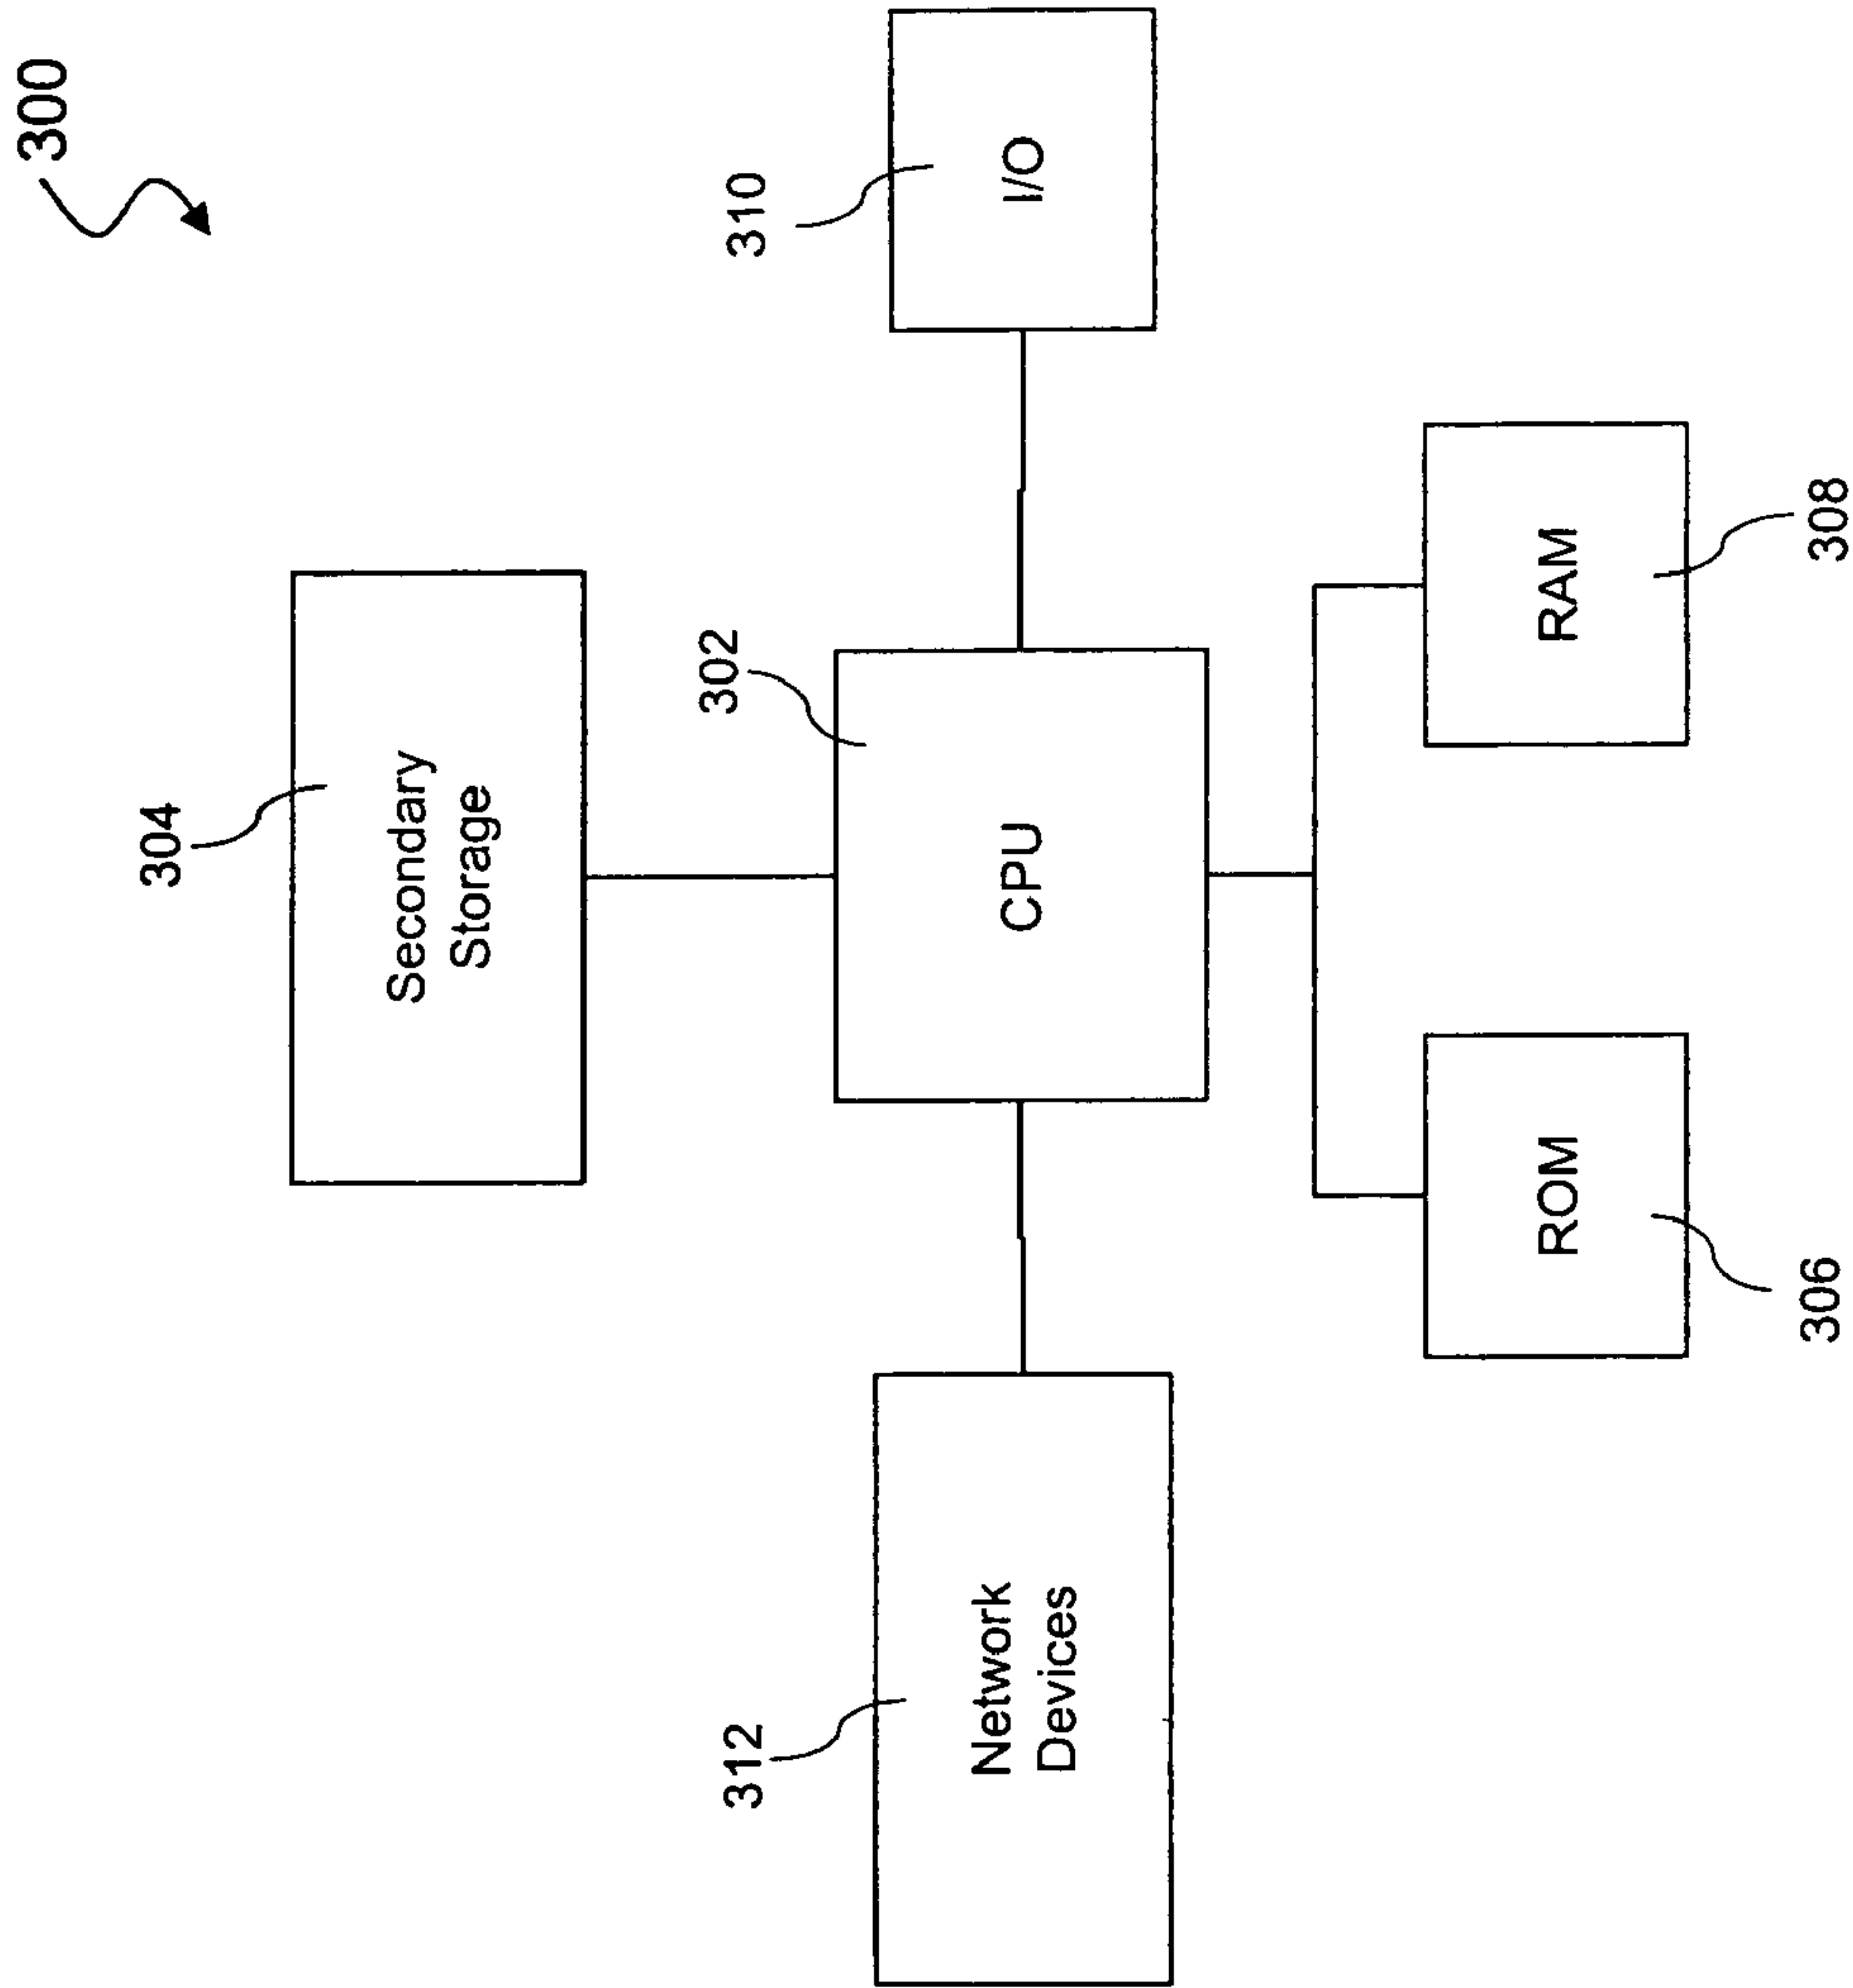 300
304
Secondary
Storage
312
Network
Devices
302
CPU
310
I/O
306
ROM
RAM
308